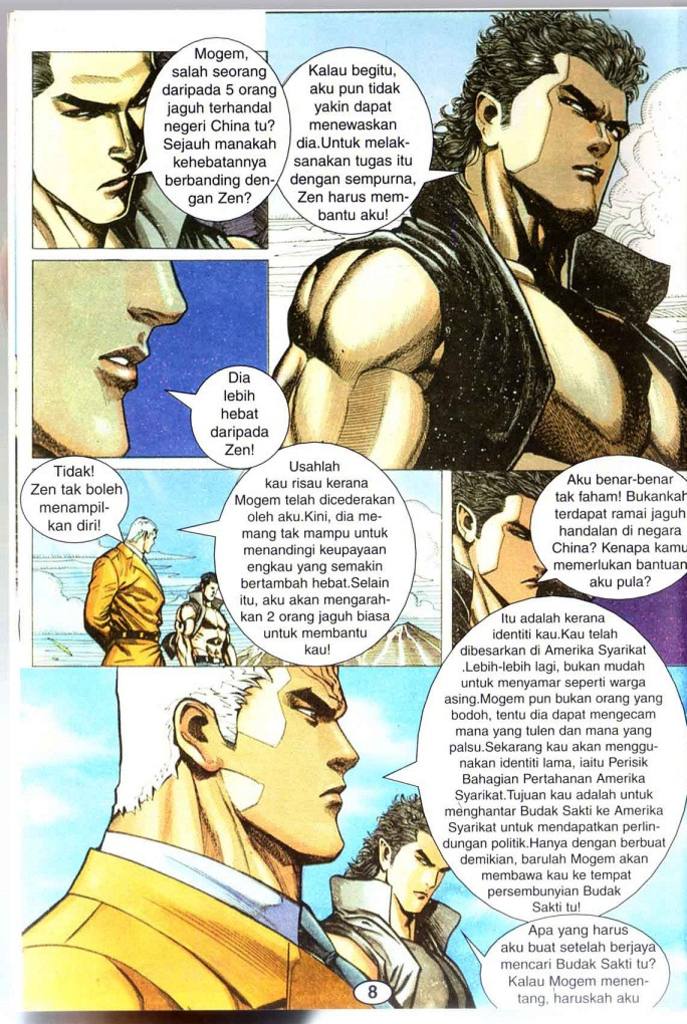 Mogem,
salah seorang
daripada 5 orang
jaguh terhandal
negeri China tu?
Sejauh manakah
kehebatannya
berbanding den-
gan Zen?
Kalau begitu,
aku pun tidak
yakin dapat
menewaskan
dia.Untuk melak-
sanakan tugas itu
dengan sempurna,
Zen harus mem-
bantu aku!
Dia
lebih
hebat
daripada
Zen!
Tidak!
Zen tak boleh
menampil-
kan diri!
Usahlah
kau risau kerana
Mogem telah dicederakan
oleh aku.Kini, dia me-
mang tak mampu untuk
menandingi keupayaan
engkau yang semakin
bertambah hebat.Selain
itu, aku akan mengarah-
kan 2 orang jaguh biasa
untuk membantu
kau!
Aku benar-benar
tak faham! Bukankah
terdapat ramai jaguh
handalan di negara
China? Kenapa kamu
memerlukan bantuan
aku pula?
Itu adalah kerana
identiti kau.Kau telah
dibesarkan di Amerika Syarikat
.Lebih-lebih lagi, bukan mudah
untuk menyamar seperti warga
asing.Mogem pun bukan orang yang
bodoh, tentu dia dapat mengecam
mana yang tulen dan mana yang
palsu.Sekarang kau akan menggu-
nakan identiti lama, iaitu Perisik
Bahagian Pertahanan Amerika
Syarikat.Tujuan kau adalah untuk
menghantar Budak Sakti ke Amerika
Syarikat untuk mendapatkan perlin-
dungan politik.Hanya dengan berbuat
demikian, barulah Mogem akan
membawa kau ke tempat
persembunyian Budak
Sakti tu!
Apa yang harus
aku buat setelah berjaya
mencari Budak Sakti tu?
Kalau Mogem menen-
tang, haruskah aku
8